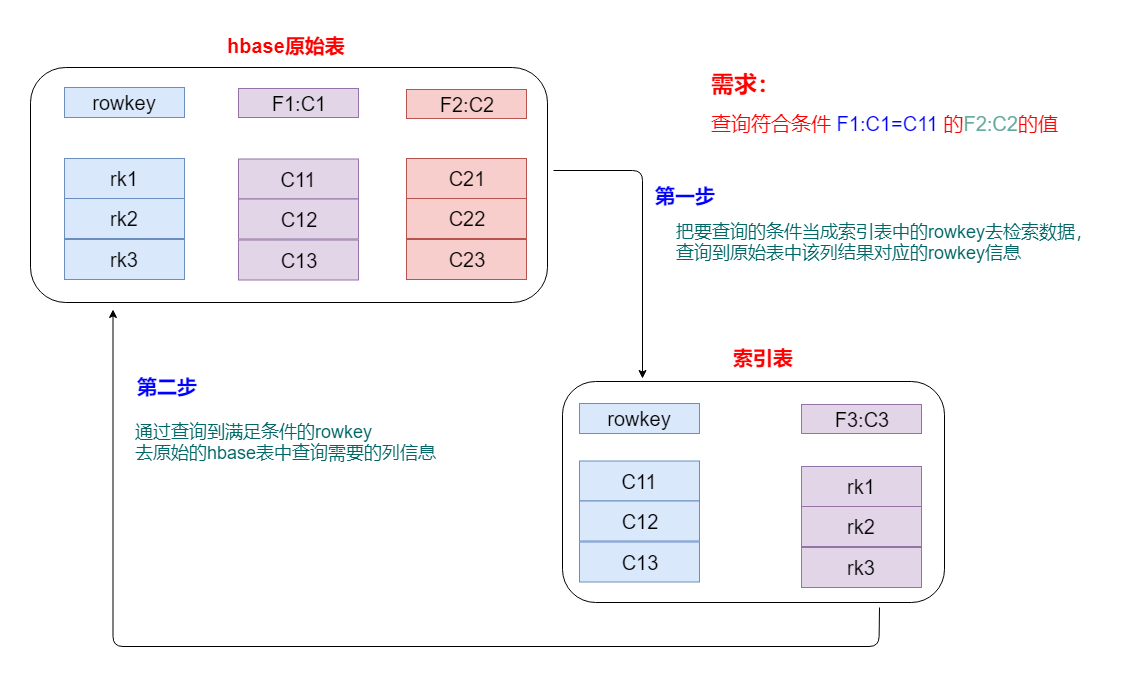 hbase原始表
rowkey F1:C1 F2:C2
rk1 C11 C21
rk2 C12 C22
rk3 C13 C23
需求：
查询符合条件 F1:C1=C11 的F2:C2的值
第一步
把要查询的条件当成索引表中的rowkey去检索数据，
查询到原始表中该列结果对应的rowkey信息
索引表
rowkey F3:C3
C11 rk1
C12 rk2
C13 rk3
第二步
通过查询到满足条件的rowkey
去原始的hbase表中查询需要的列信息